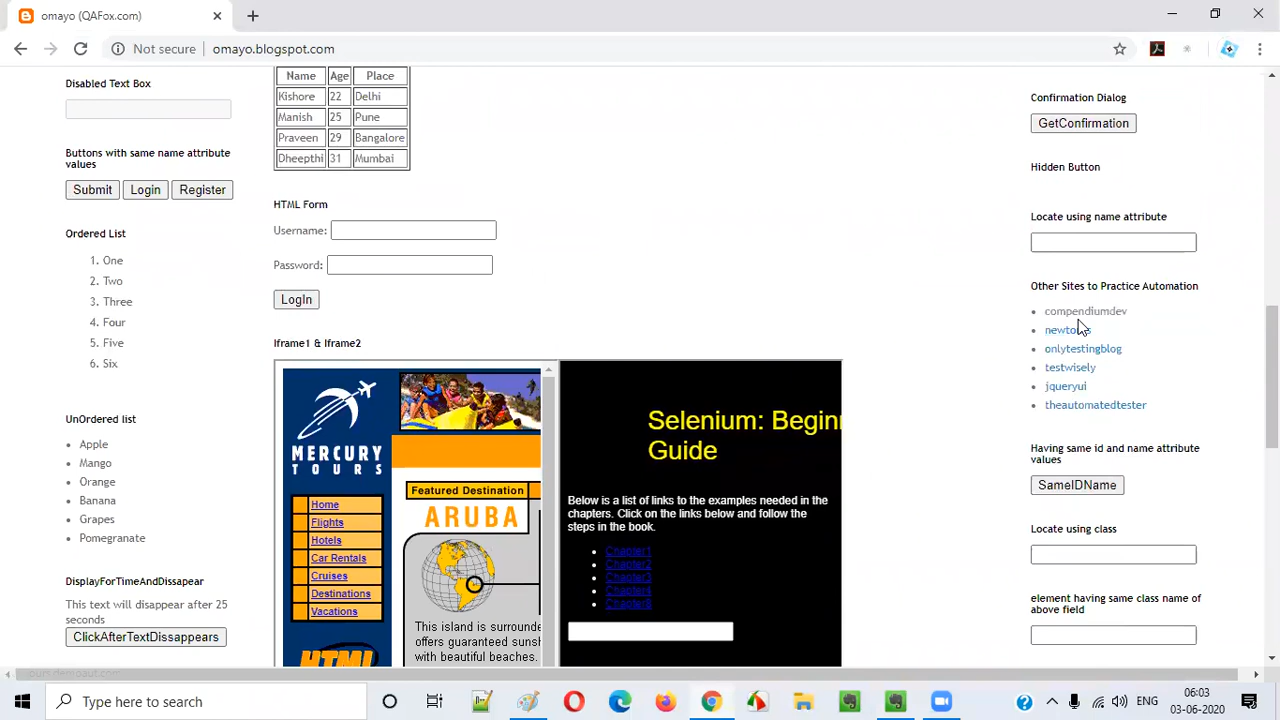 omayo (QAFox.com)
Not secure
omayo.blogspot.com
Disabled Text Box
Buttons with same name attribute
values
Submit
Login
Register
Ordered List
1. One
2. Two
3. Three
4. Four
5. Five
6. Six
UnOrdered list
Apple
Mango
Orange
Banana
Grapes
Pomegranate
DisplayforTimeAndDissapear
This text will disappear after 25
seconds
ClickAfterTextDissappears
Name Age Place
Kishore 22 Delhi
Manish 25 Pune
Praveen 29 Bangalore
Dheepthi 31 Mumbai
HTML Form
Username:
Password:
LogIn
Iframe1 & Iframe2
MERCURY
TOURS
Home
Flights
Hotels
Car Rentals
Cruises
Destinations
Vacations
HTML
Featured Destination
ARUBA
This island is surrounde
offers guaranteed sunsh
with beautiful beaches.
Selenium: Beginn
Guide
Below is a list of links to the examples needed in the
chapters. Click on the links below and follow the
steps in the book.
Chapter1
Chapter2
Chapter3
Chapter4
Chapter8
Confirmation Dialog
GetConfirmation
Hidden Button
Locate using name attribute
Other Sites to Practice Automation
compendiumdev
onlytestingblog
testwisely
jqueryui
theautomatedtester
Having same id and name attribute
values
SameIDName
Locate using class
element having same class name of
above field
Type here to search
ENG
06:03
03-06-2020